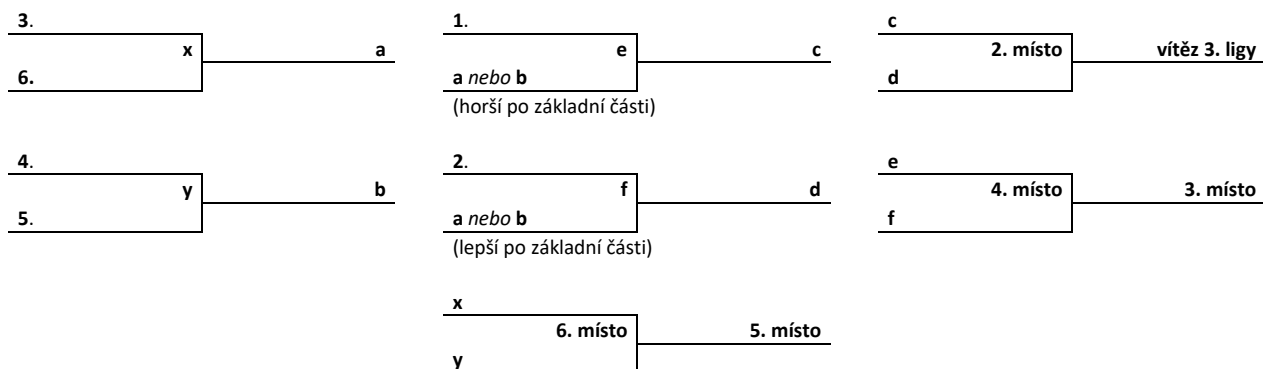 3. 1. c
x a e c 2. místo vítěz 3. ligy
6. a nebo b d
(horší po základní části)
4. 2. e
y b f d 4. místo 3. místo
5. a nebo b f
(lepší po základní části)
x
6. místo 5. místo
y